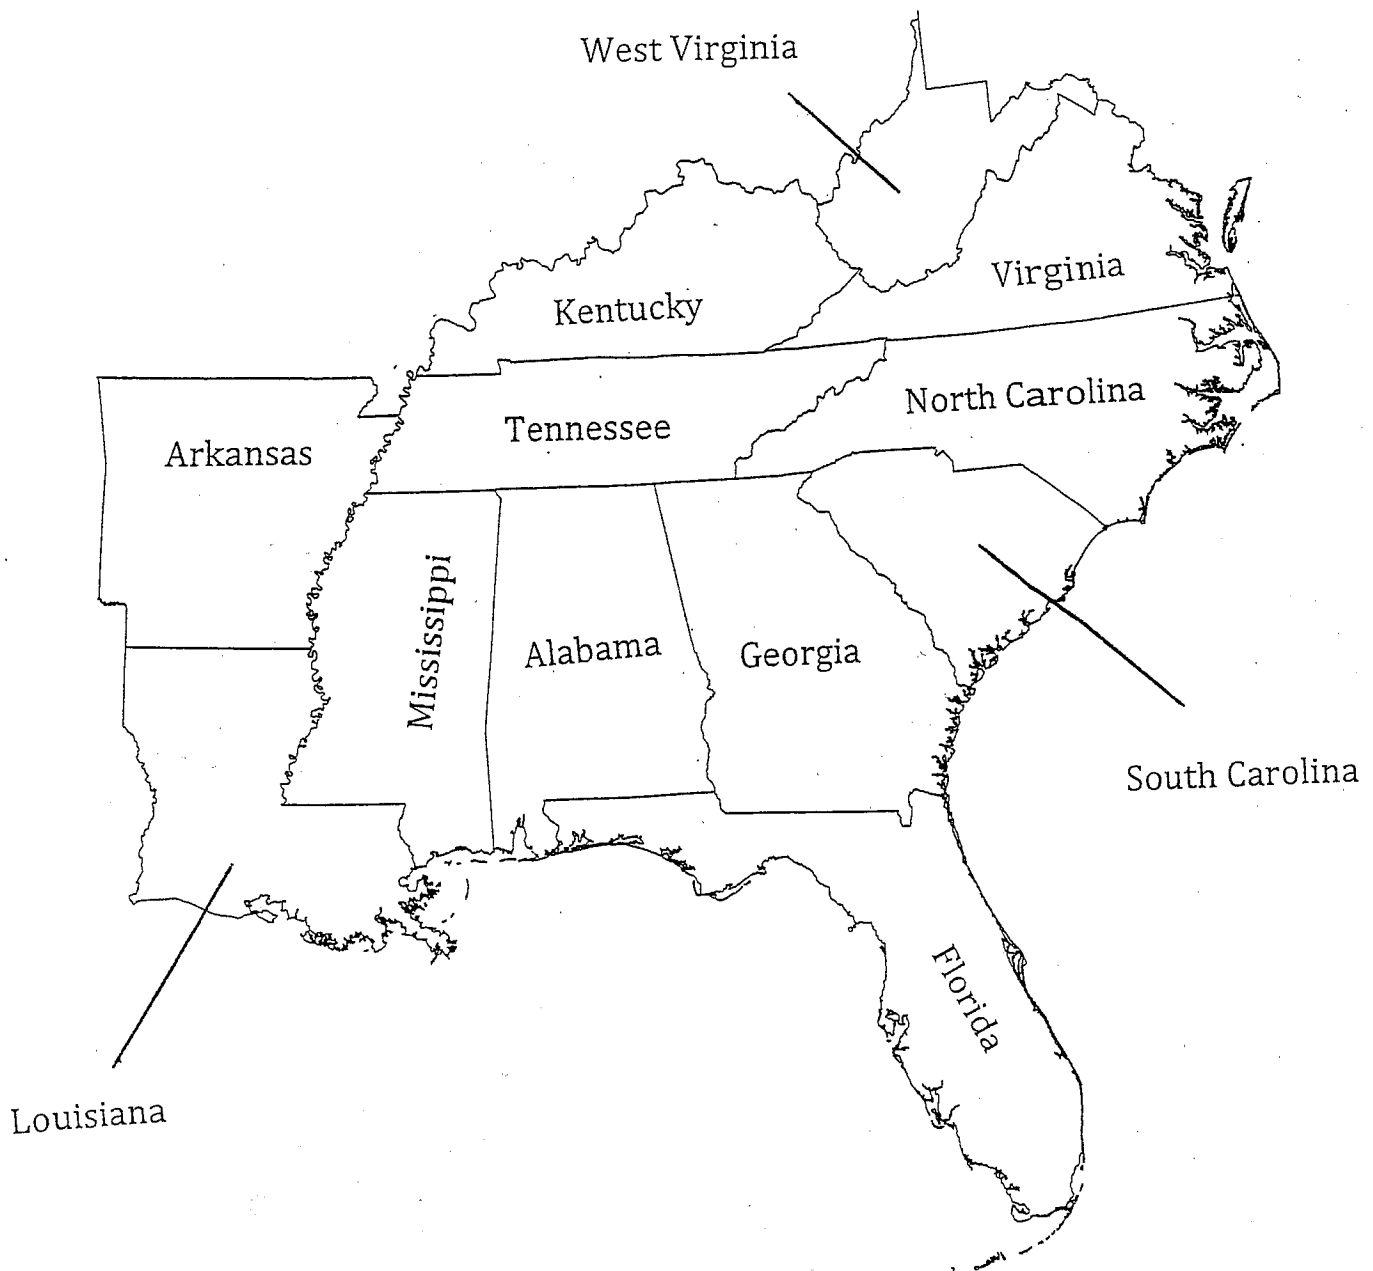 West Virginia
Virginia
Kentucky
North Carolina
Tennessee
Arkansas
Mississippi
Alabama
Georgia
South Carolina
Florida
Louisiana